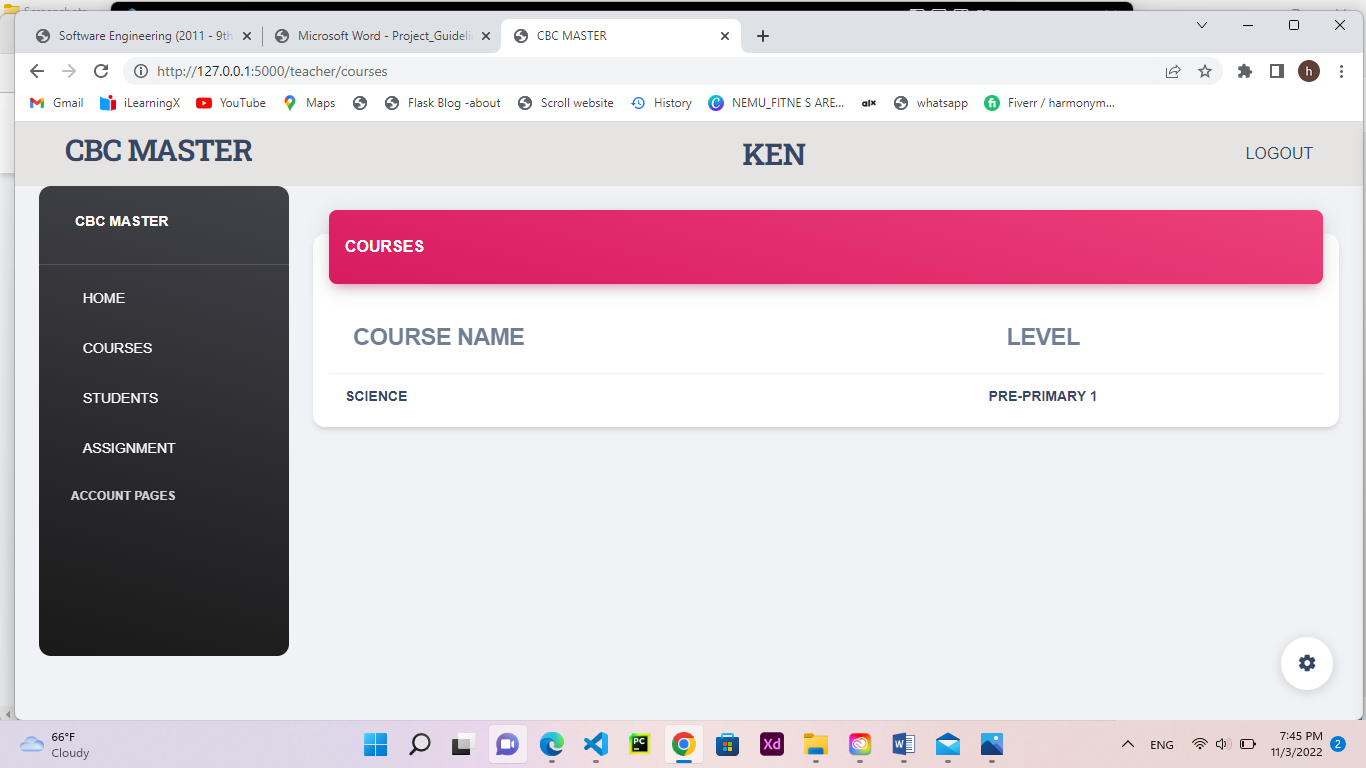 Software Engineering (2011 - 9th
Microsoft Word - Project_Guideli
CBC MASTER
http://127.0.0.1:5000/teacher/courses
h
Gmail
iLearningX
YouTube
Maps
Flask Blog -about
Scroll website
History
NEMU_FITNE S ARE...
alx
whatsapp
fi
Fiverr / harmonym...
CBC MASTER
KEN
LOGOUT
CBC MASTER
HOME
COURSES
STUDENTS
ASSIGNMENT
ACCOUNT PAGES
COURSES
COURSE NAME LEVEL
SCIENCE PRE-PRIMARY 1
66°F
Cloudy
PC
Xd
W
ENG
7:45 PM
11/3/2022
2